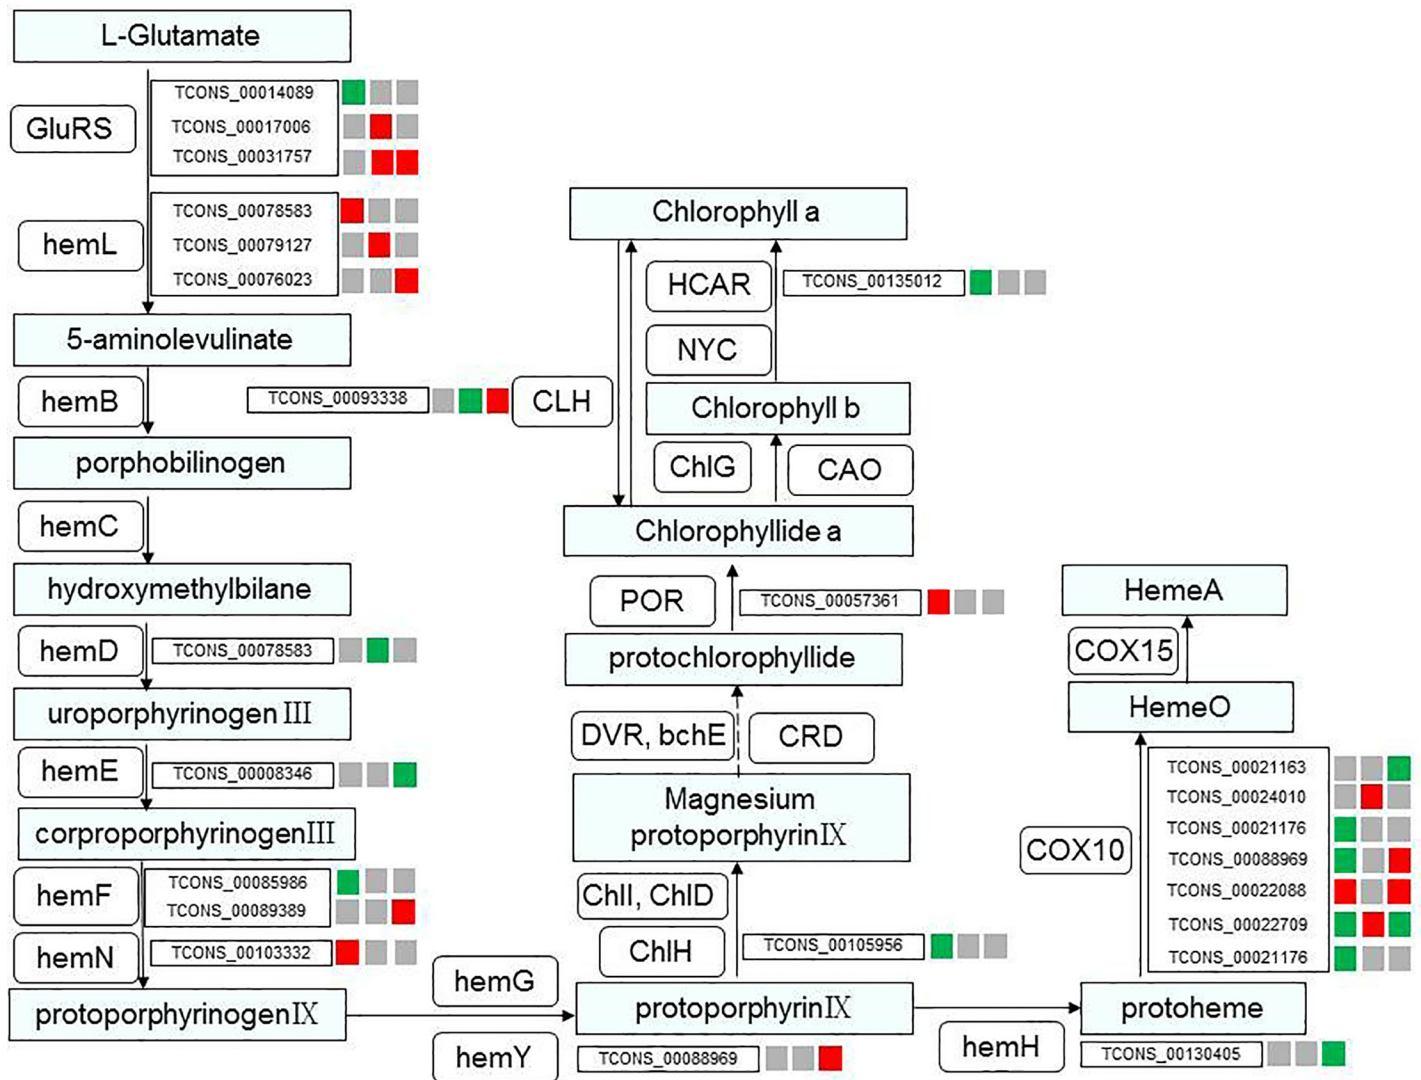 L-Glutamate
GluRS
TCONS_00014089
TCONS_00017006
TCONS_00031757
hemL
TCONS_00078583
TCONS_00079127
TCONS_00076023
5-aminolevulinate
hemB
porphobilinogen
hemC
hydroxymethylbilane
hemD
TCONS_00078583
uroporphyrinogen Ⅲ
hemE
TCONS_00008346
corproporphyrinogenⅢ
hemF
TCONS_00085986
TCONS_00089389
hemN
TCONS_00103332
protoporphyrinogenⅨ
hemG
hemY
Chlorophyll a
HCAR
TCONS_00135012
NYC
TCONS_00093338
CLH
Chlorophyll b
ChlG
CAO
Chlorophyllide a
POR
TCONS_00057361
protochlorophyllide
DVR, bchE
CRD
Magnesium
protoporphyrinⅨ
ChlI, ChlD
ChlH
TCONS_00105956
protoporphyrinⅨ
TCONS_00088969
hemH
HemeA
COX15
HemeO
COX10
TCONS_00021163
TCONS_00024010
TCONS_00021176
TCONS_00088969
TCONS_00022088
TCONS_00022709
TCONS_00021176
protoheme
TCONS_00130405